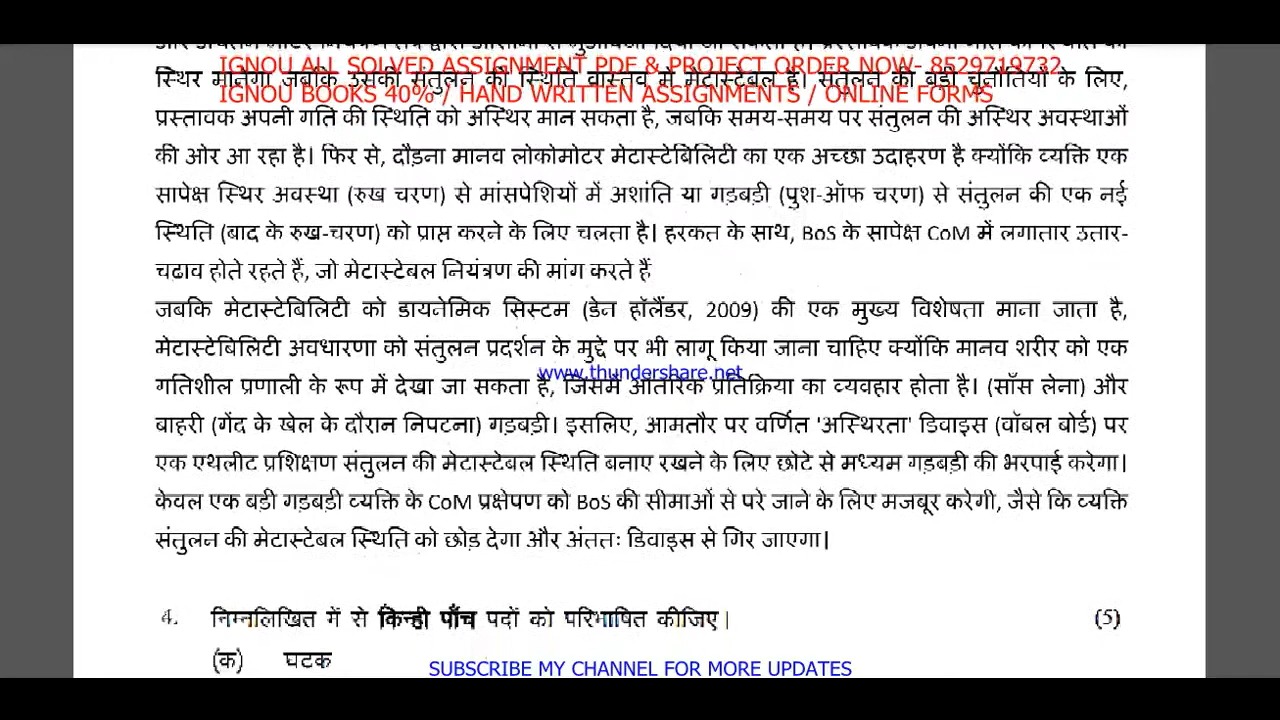 IGNOU ALL SOLVED ASSIGNMENT PDF & PROJECT ORDER NOW- 8529719732
स्थिर मानेगा जबकि उसकी संतुलन की स्थिति वास्तव में मेटास्टेबल है। संतुलन की बड़ी चुनौतियों के लिए,
IGNOU BOOKS 40% / HAND WRITTEN ASSIGNMENTS / ONLINE FORMS
प्रस्तावक अपनी गति की स्थिति को अस्थिर मान सकता है, जबकि समय-समय पर संतुलन की अस्थिर अवस्थाओं
की ओर आ रहा है। फिर से, दौड़ना मानव लोकोमोटर मेटास्टेबिलिटी का एक अच्छा उदाहरण है क्योंकि व्यक्ति एक
सापेक्ष स्थिर अवस्था (रुख चरण) से मांसपेशियों में अशांति या गड़बड़ी (पुश-ऑफ चरण) से संतुलन की एक नई
स्थिति (बाद के रुख-चरण) को प्राप्त करने के लिए चलता है। हरकत के साथ, BoS के सापेक्ष CoM में लगातार उतार-
चढाव होते रहते हैं, जो मेटास्टेबल नियंत्रण की मांग करते हैं
जबकि मेटास्टेबिलिटी को डायनेमिक सिस्टम (डेन हॉलैंडर, 2009) की एक मुख्य विशेषता माना जाता है,
मेटास्टेबिलिटी अवधारणा को संतुलन प्रदर्शन के मुद्दे पर भी लागू किया जाना चाहिए क्योंकि मानव शरीर को एक
www.thundershare.net
गतिशील प्रणाली के रूप में देखा जा सकता है, जिसमें आंतरिक प्रतिक्रिया का व्यवहार होता है। (साँस लेना) और
बाहरी (गेंद के खेल के दौरान निपटना) गड़बड़ी। इसलिए, आमतौर पर वर्णित 'अस्थिरता' डिवाइस (वॉबल बोर्ड) पर
एक एथलीट प्रशिक्षण संतुलन की मेटास्टेबल स्थिति बनाए रखने के लिए छोटे से मध्यम गड़बड़ी की भरपाई करेगा।
केवल एक बड़ी गड़बड़ी व्यक्ति के CoM प्रक्षेपण को BoS की सीमाओं से परे जाने के लिए मजबूर करेगी, जैसे कि व्यक्ति
संतुलन की मेटास्टेबल स्थिति को छोड़ देगा और अंततः डिवाइस से गिर जाएगा।
4. निम्नलिखित में से किन्ही पाँच पदों को परिभाषित कीजिए। (5)
(क) घटक
SUBSCRIBE MY CHANNEL FOR MORE UPDATES